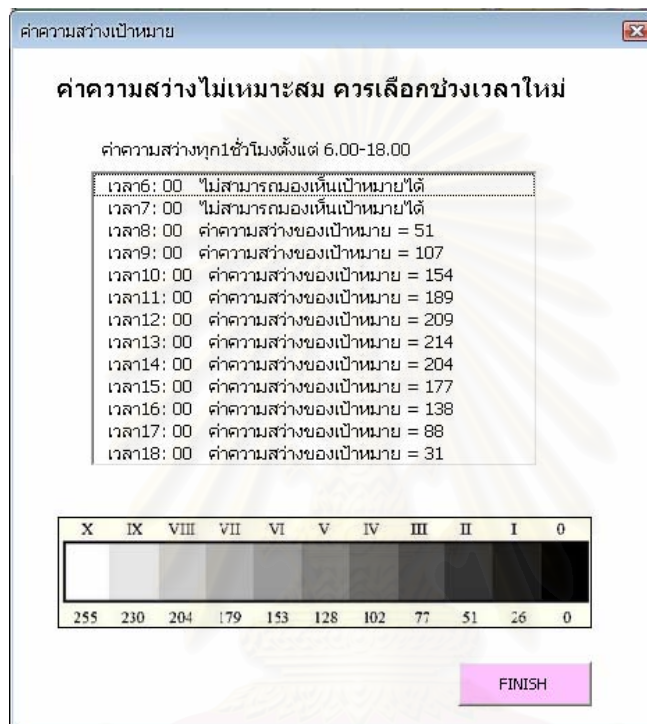 ค่าความสว่างเป้าหมาย
ค่าความสว่างไม่เหมาะสม ควรเลือกช่วงเวลาใหม่
ค่าความสว่างทุก1ชั่วโมงตั้งแต่ 6.00-18.00
เวลา6: 00 ไม่สามารถมองเห็นเป้าหมายได้
เวลา7: 00 ไม่สามารถมองเห็นเป้าหมายได้
เวลา8: 00 ค่าความสว่างของเป้าหมาย = 51
เวลา9: 00 ค่าความสว่างของเป้าหมาย = 107
เวลา10: 00 ค่าความสว่างของเป้าหมาย = 154
เวลา11: 00 ค่าความสว่างของเป้าหมาย = 189
เวลา12: 00 ค่าความสว่างของเป้าหมาย = 209
เวลา13: 00 ค่าความสว่างของเป้าหมาย = 214
เวลา14: 00 ค่าความสว่างของเป้าหมาย = 204
เวลา15: 00 ค่าความสว่างของเป้าหมาย = 177
เวลา16: 00 ค่าความสว่างของเป้าหมาย = 138
เวลา17: 00 ค่าความสว่างของเป้าหมาย = 88
เวลา18: 00 ค่าความสว่างของเป้าหมาย = 31
X IX VIII VII VI V IV III II I 0
255 230 204 179 153 128 102 77 51 26 0
FINISH